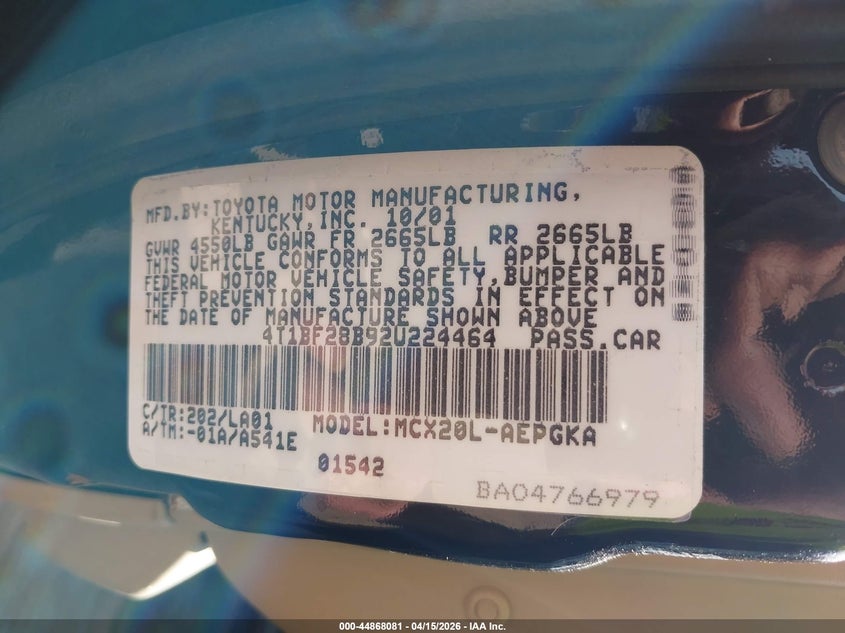 MFD.BY:TOYOTA MOTOR MANUFACTURING,
KENTUCKY,INC. 10/01
GVWR 4550LB GAWR FR 2665LB RR 2665LB
THIS VEHICLE CONFORMS TO ALL APPLICABLE
FEDERAL MOTOR VEHICLE SAFETY,BUMPER AND
THEFT PREVENTION STANDARDS IN EFFECT ON
THE DATE OF MANUFACTURE SHOWN ABOVE
4T1BF28B92U224464 PASS.CAR
C/TR:202/LA01 MODEL:MCX20L-AEPGKA
A/TM:-01A/A541E
01542
BA04766979
000-44868081 - 04/15/2026 - IAA Inc.